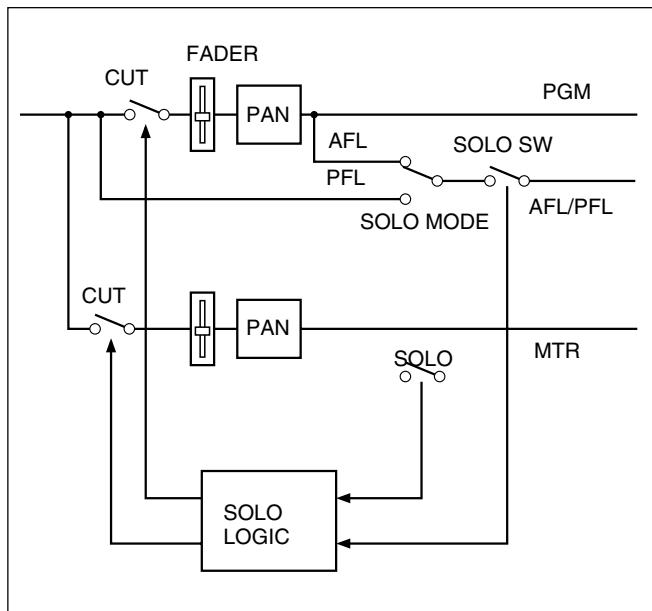 FADER
CUT
PAN
PGM
AFL
SOLO SW
PFL
AFL/PFL
SOLO MODE
CUT
PAN
MTR
SOLO
SOLO
LOGIC